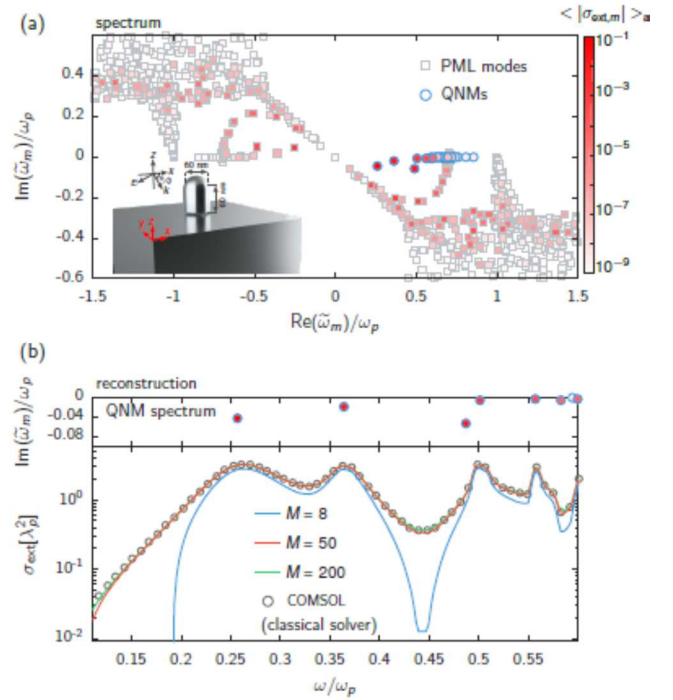 (a) spectrum < |σext,m| >ω
PML modes
QNMs
10⁻¹
10⁻³
10⁻⁵
10⁻⁷
10⁻⁹
Im(ω̃m)/ωp
0.4
0.2
0
-0.2
-0.4
-0.6
60 nm
z
x
y z x
-1.5 -1 -0.5 0 0.5 1 1.5
Re(ω̃m)/ωp
(b)
reconstruction
QNM spectrum
Im(ω̃m)/ωp
0
-0.04
-0.08
σext[λp²]
10⁰
10⁻¹
10⁻²
M = 8
M = 50
M = 200
COMSOL
(classical solver)
0.15 0.2 0.25 0.3 0.35 0.4 0.45 0.5 0.55
ω/ωp